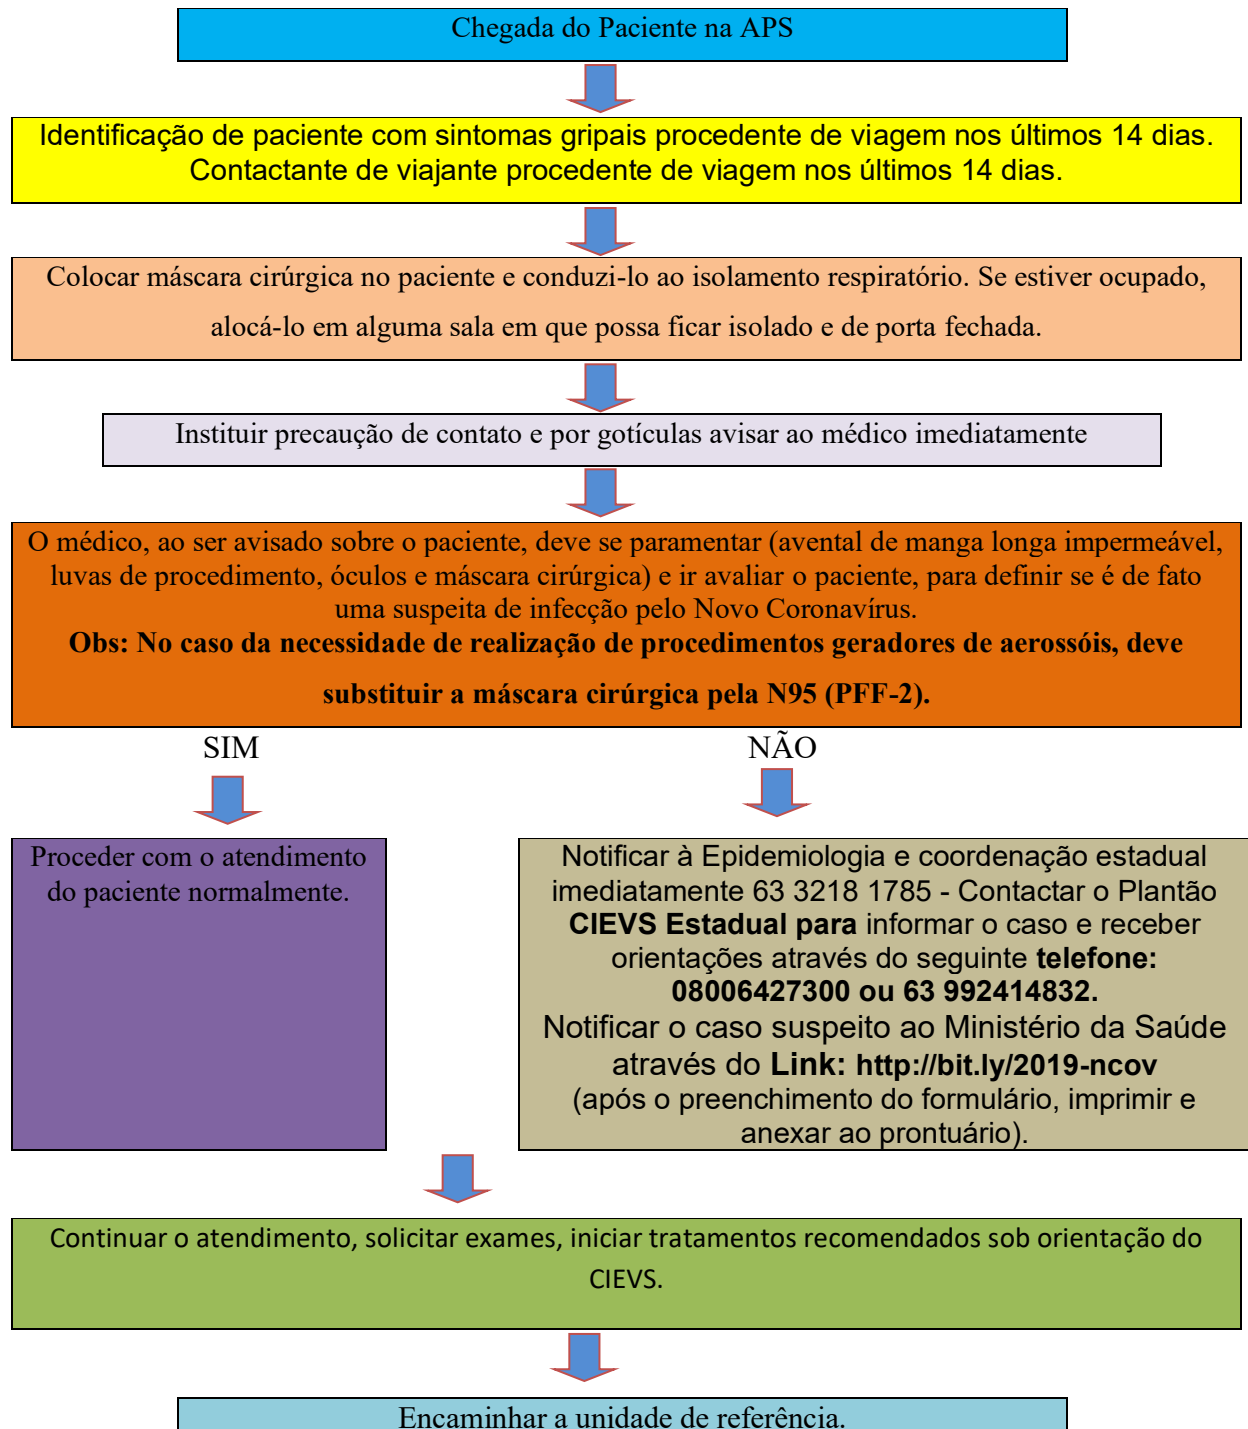 Chegada do Paciente na APS
Identificação de paciente com sintomas gripais procedente de viagem nos últimos 14 dias.
Contactante de viajante procedente de viagem nos últimos 14 dias.
Colocar máscara cirúrgica no paciente e conduzi-lo ao isolamento respiratório. Se estiver ocupado,
alocá-lo em alguma sala em que possa ficar isolado e de porta fechada.
Instituir precaução de contato e por gotículas avisar ao médico imediatamente
O médico, ao ser avisado sobre o paciente, deve se paramentar (avental de manga longa impermeável,
luvas de procedimento, óculos e máscara cirúrgica) e ir avaliar o paciente, para definir se é de fato
uma suspeita de infecção pelo Novo Coronavírus.
Obs: No caso da necessidade de realização de procedimentos geradores de aerossóis, deve
substituir a máscara cirúrgica pela N95 (PFF-2).
SIM
NÃO
Proceder com o atendimento
do paciente normalmente.
Notificar à Epidemiologia e coordenação estadual
imediatamente 63 3218 1785 - Contactar o Plantão
CIEVS Estadual para informar o caso e receber
orientações através do seguinte telefone:
08006427300 ou 63 992414832.
Notificar o caso suspeito ao Ministério da Saúde
através do Link: http://bit.ly/2019-ncov
(após o preenchimento do formulário, imprimir e
anexar ao prontuário).
Continuar o atendimento, solicitar exames, iniciar tratamentos recomendados sob orientação do
CIEVS.
Encaminhar a unidade de referência.